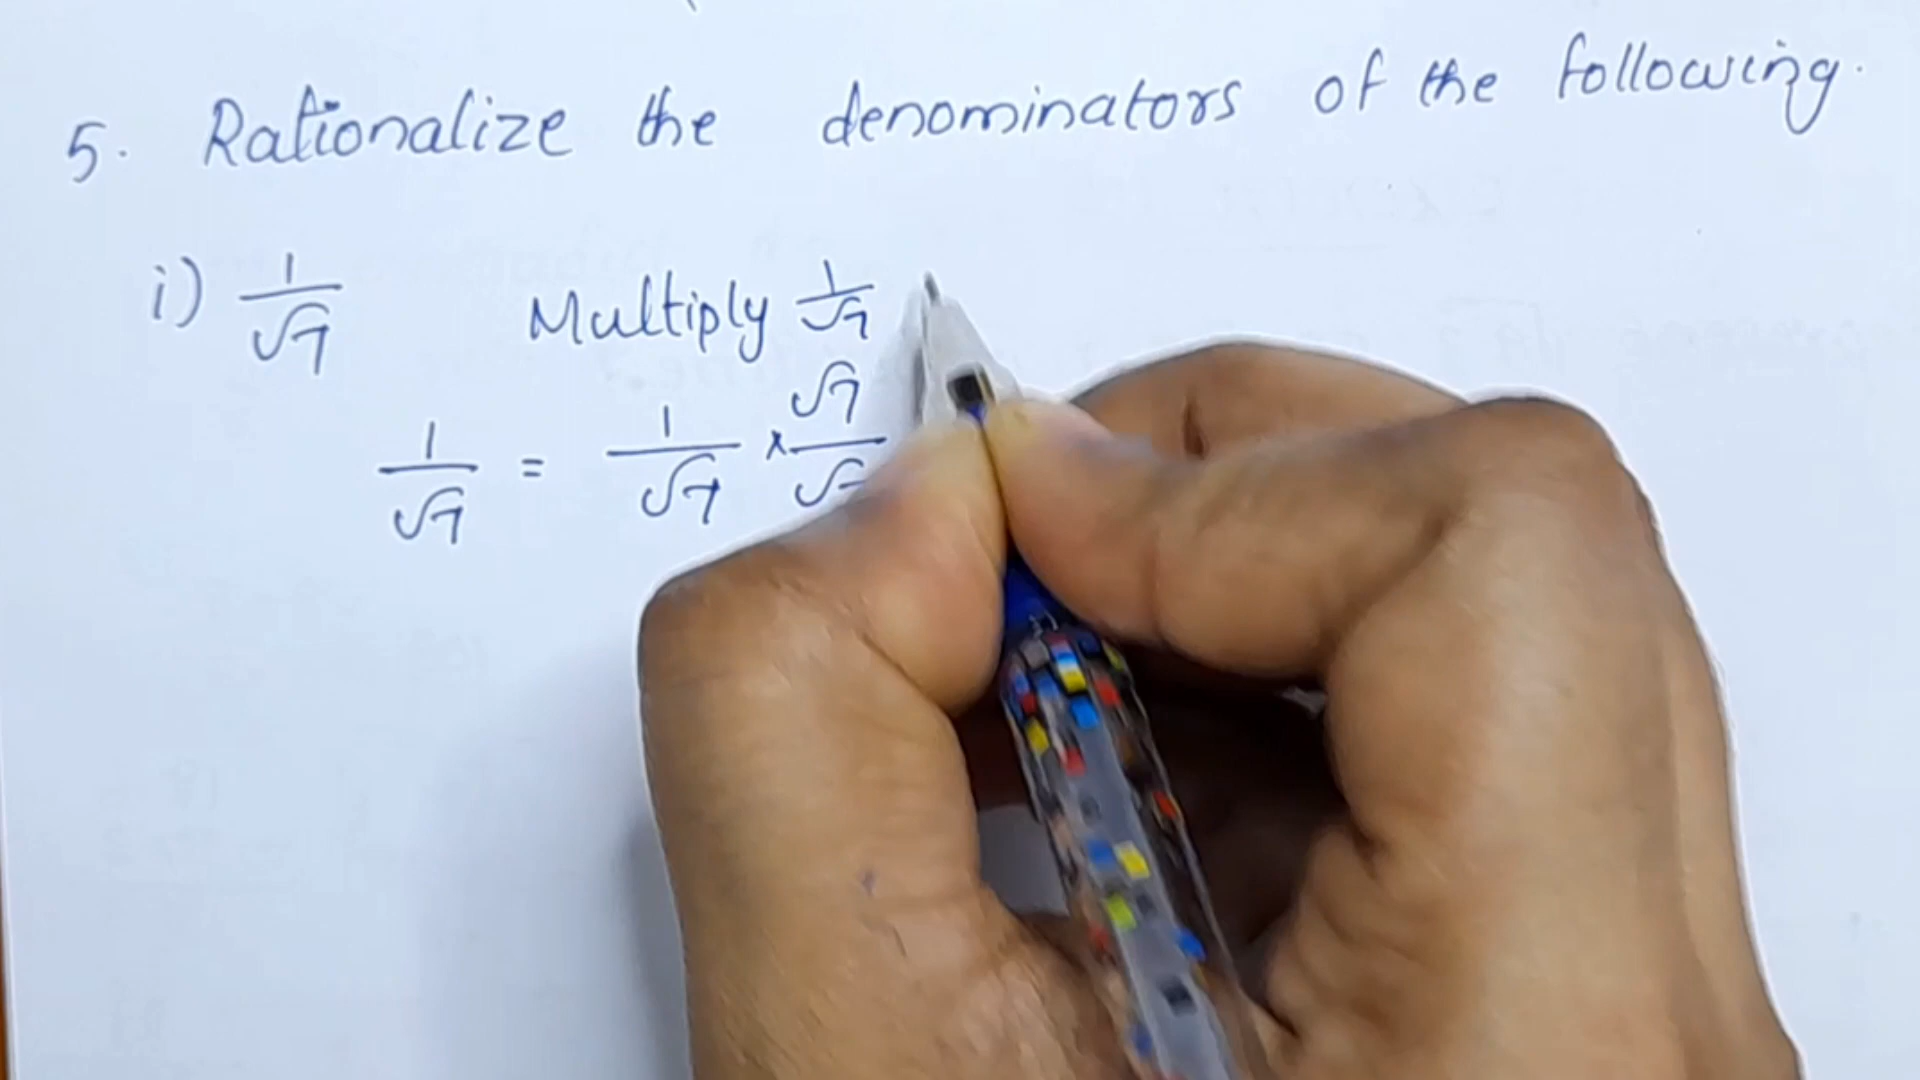 5. Rationalize the denominators of the following.
i) 1/√7 Multiply 1/√7
1/√7 = 1/√7 × √7/√